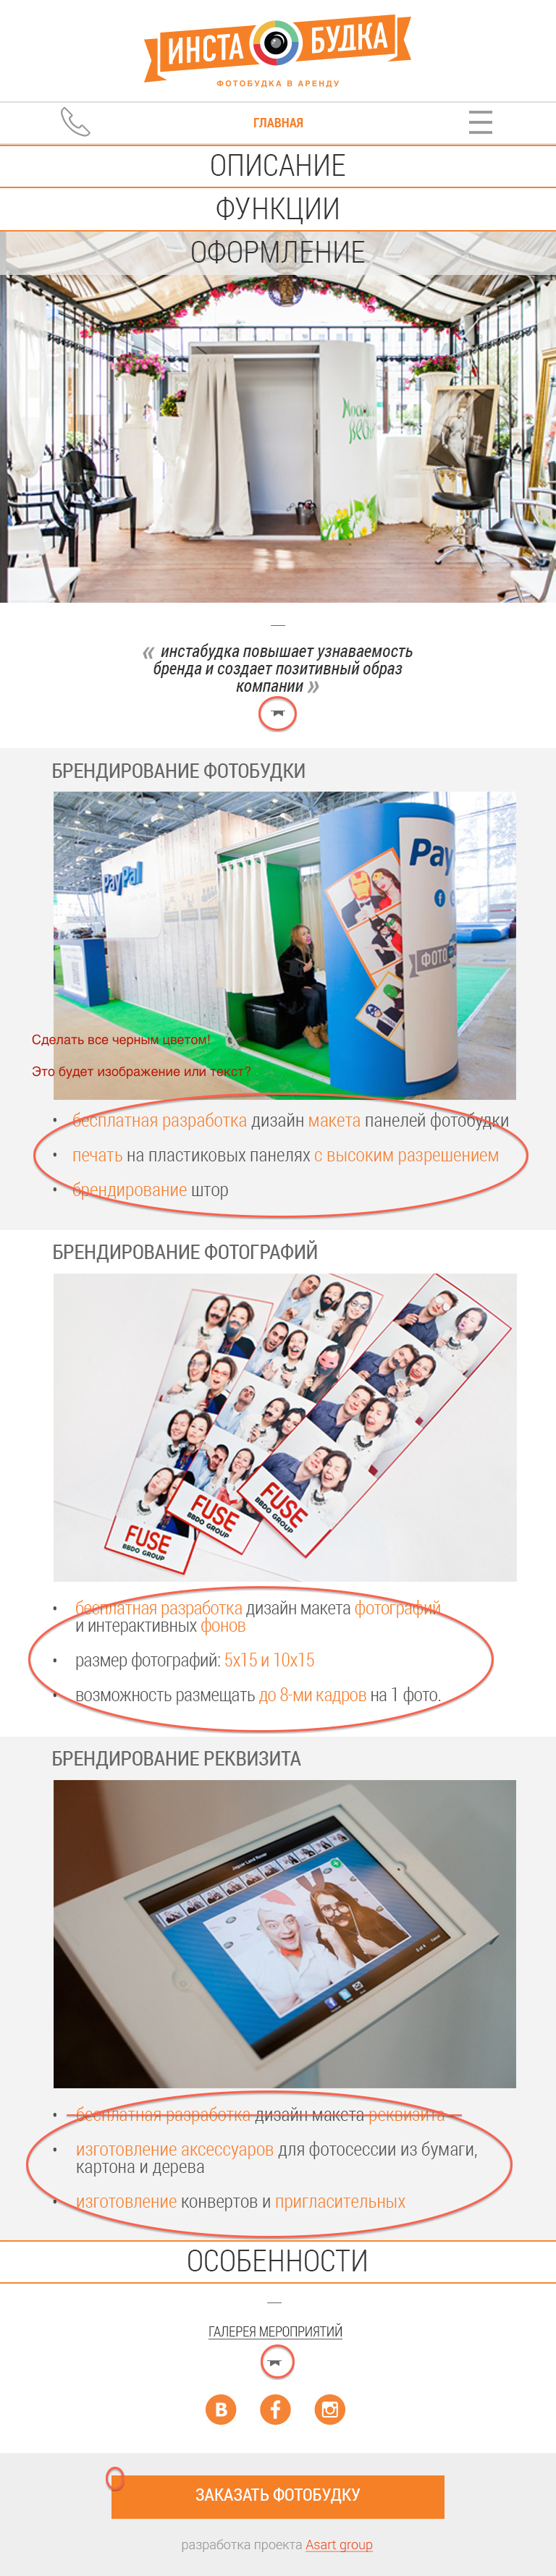 ИНСТА БУДКА
ФОТОБУДКА В АРЕНДУ
ГЛАВНАЯ
ОПИСАНИЕ
ФУНКЦИИ
ОФОРМЛЕНИЕ
« инстабудка повышает узнаваемость
бренда и создает позитивный образ
компании »
БРЕНДИРОВАНИЕ ФОТОБУДКИ
PayPal
Pay
ФОТО
Сделать все черным цветом!
Это будет изображение или текст?
• бесплатная разработка дизайн макета панелей фотобудки
• печать на пластиковых панелях с высоким разрешением
• брендирование штор
БРЕНДИРОВАНИЕ ФОТОГРАФИЙ
FUSE
BBDO GROUP
FUSE
BBDO GROUP
FUSE
BBDO GROUP
• бесплатная разработка дизайн макета фотографий
и интерактивных фонов
• размер фотографий: 5x15 и 10x15
• возможность размещать до 8-ми кадров на 1 фото.
БРЕНДИРОВАНИЕ РЕКВИЗИТА
• бесплатная разработка дизайн макета реквизита
• изготовление аксессуаров для фотосессии из бумаги,
картона и дерева
• изготовление конвертов и пригласительных
ОСОБЕННОСТИ
ГАЛЕРЕЯ МЕРОПРИЯТИЙ
ЗАКАЗАТЬ ФОТОБУДКУ
разработка проекта Asart group